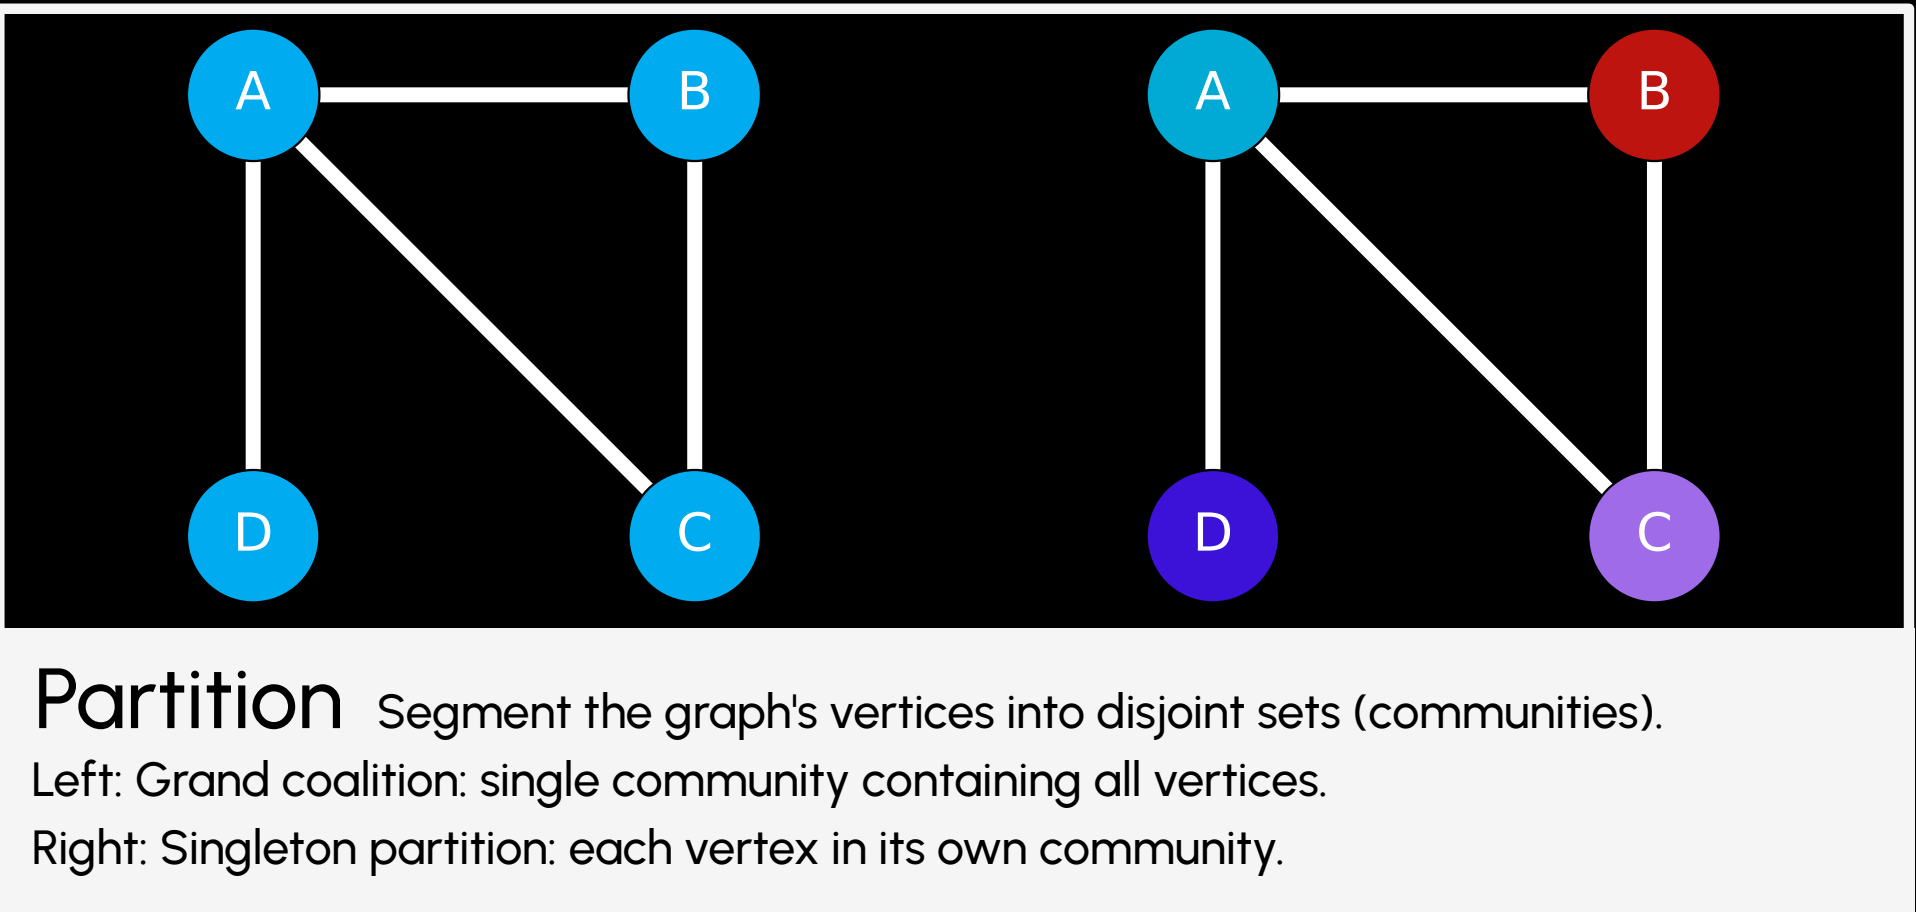 A B A B
D C D C
Partition Segment the graph's vertices into disjoint sets (communities).
Left: Grand coalition: single community containing all vertices.
Right: Singleton partition: each vertex in its own community.